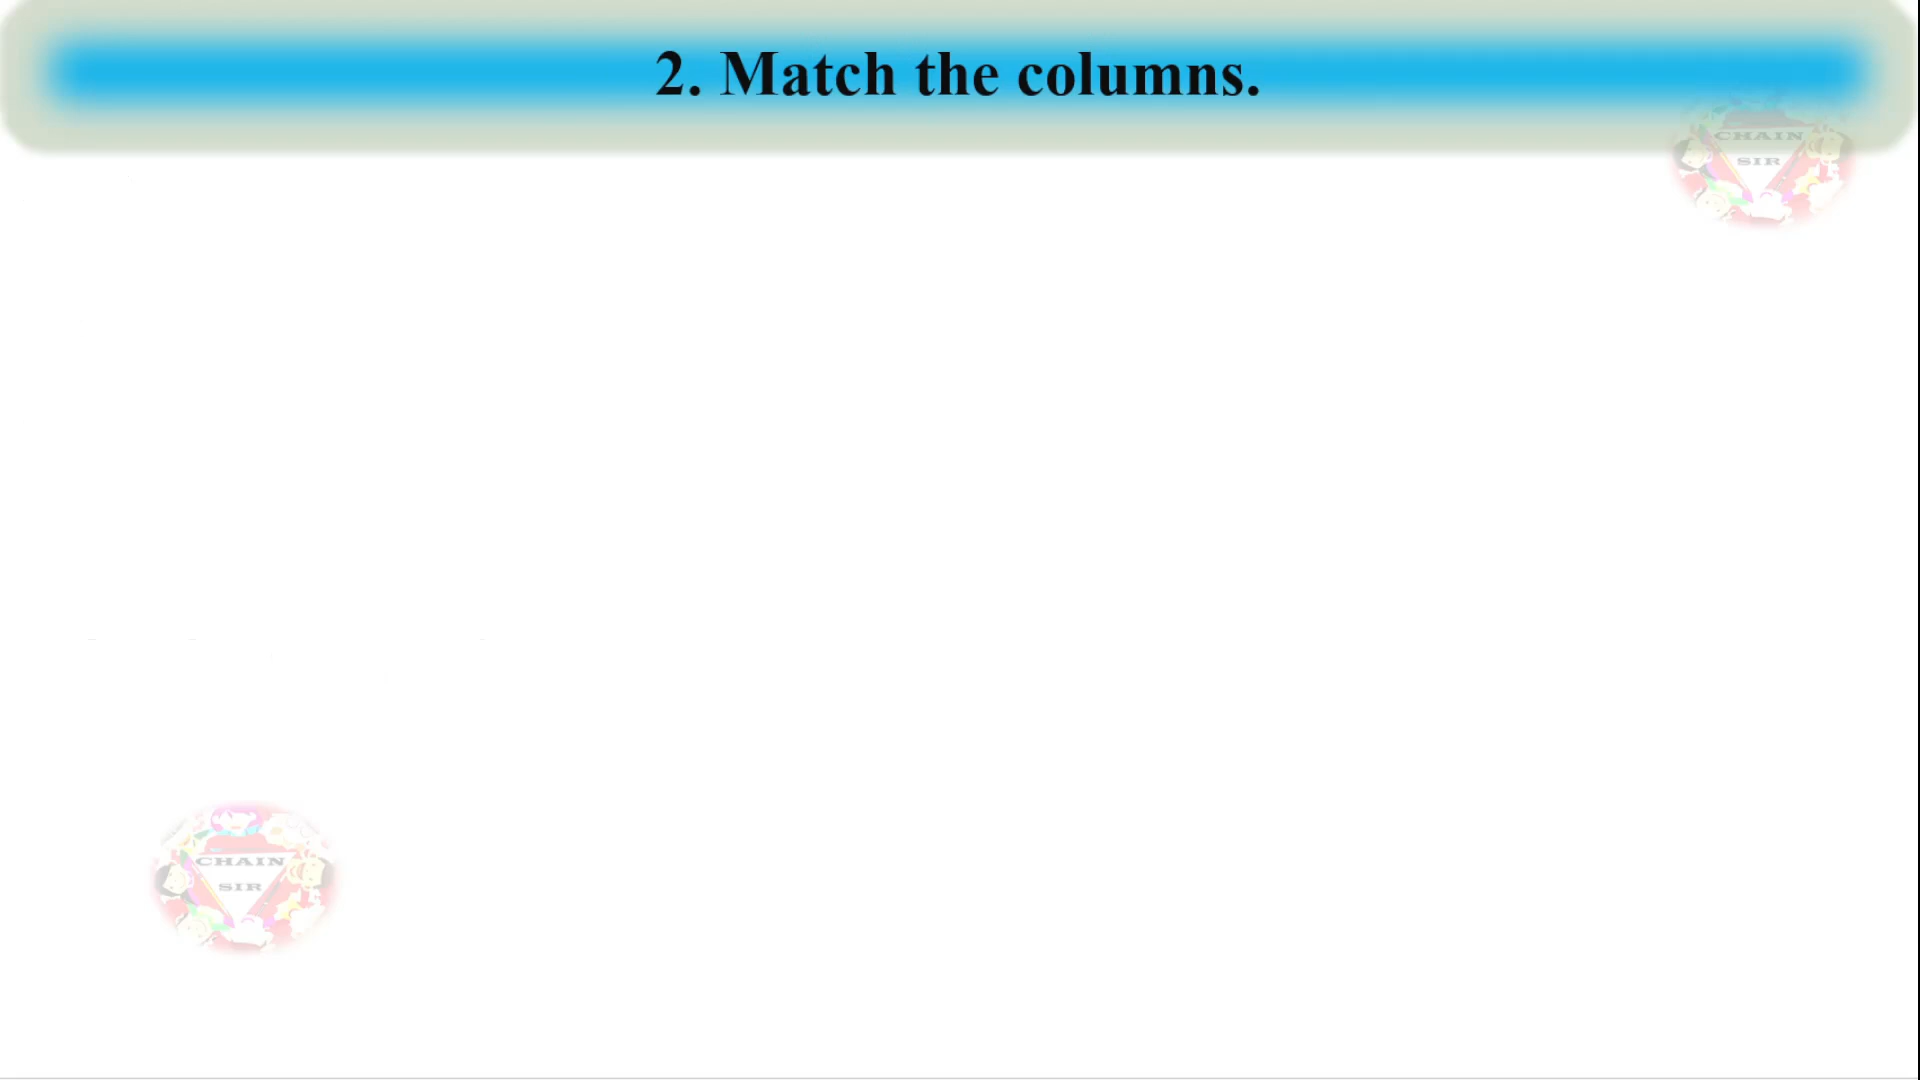 2. Match the columns.
CHAIN
SIR
CHAIN
SIR